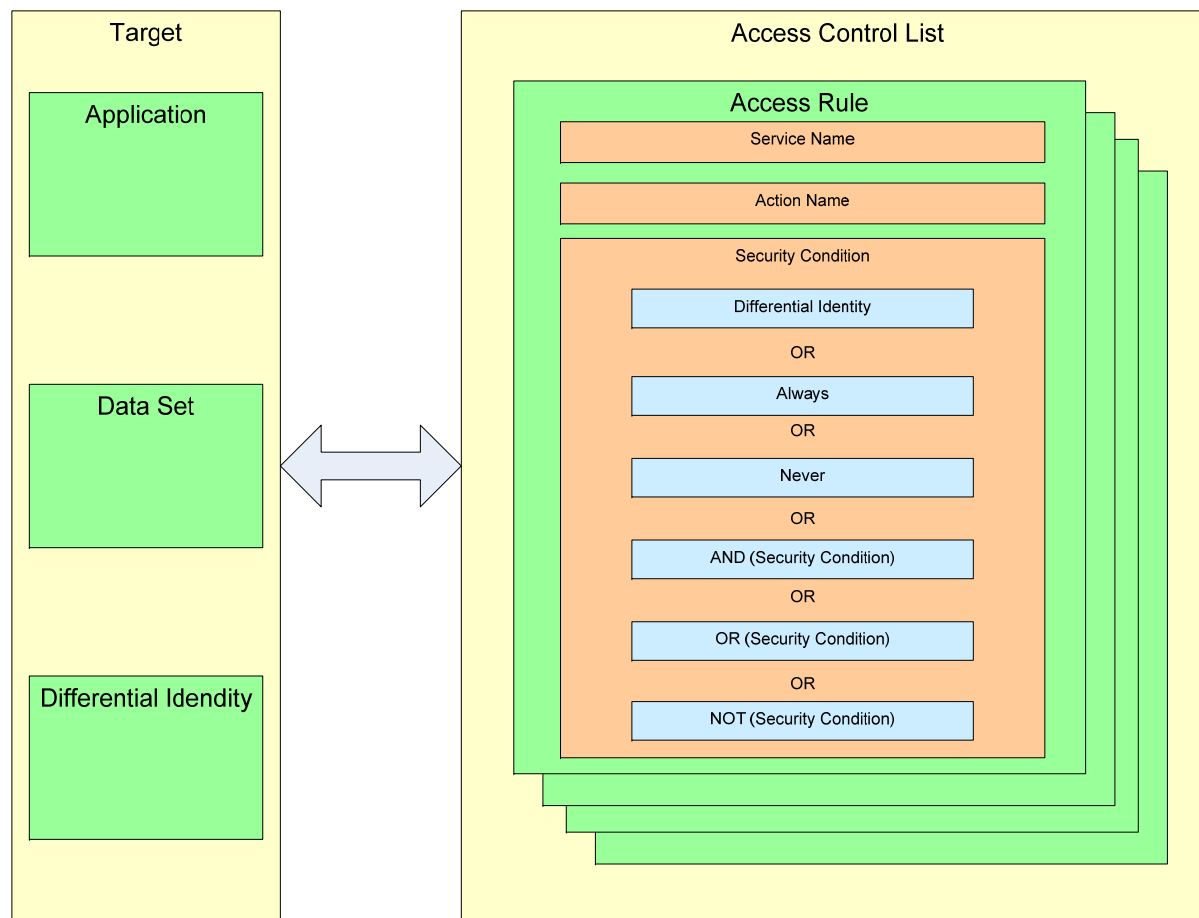 Target
Application
Data Set
Differential Idendity
Access Control List
Access Rule
Service Name
Action Name
Security Condition
Differential Identity
OR
Always
OR
Never
OR
AND (Security Condition)
OR
OR (Security Condition)
OR
NOT (Security Condition)